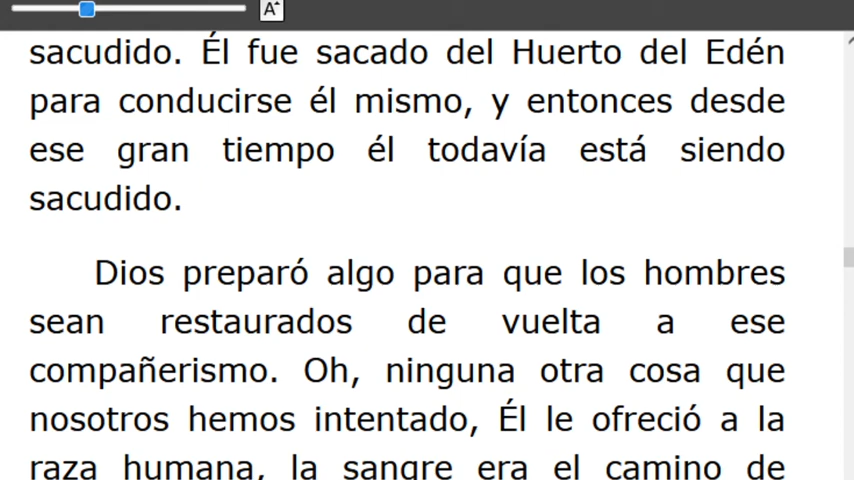 A
sacudido. Él fue sacado del Huerto del Edén
para conducirse él mismo, y entonces desde
ese gran tiempo él todavía está siendo
sacudido.
Dios preparó algo para que los hombres
sean restaurados de vuelta a ese
compañerismo. Oh, ninguna otra cosa que
nosotros hemos intentado, Él le ofreció a la
raza humana, la sangre era el camino de